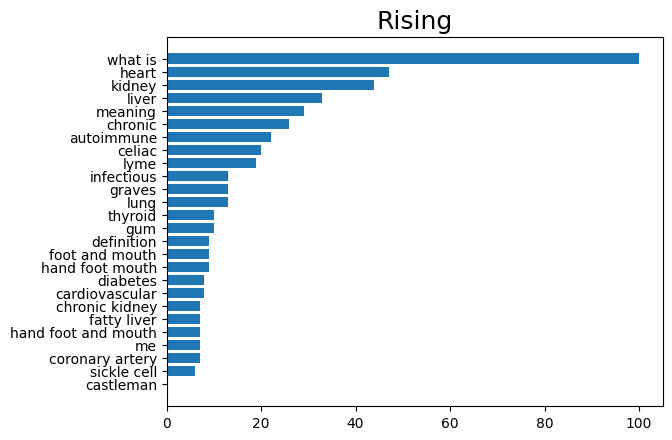 Rising
what is
heart
kidney
liver
meaning
chronic
autoimmune
celiac
lyme
infectious
graves
lung
thyroid
gum
definition
foot and mouth
hand foot mouth
diabetes
cardiovascular
chronic kidney
fatty liver
hand foot and mouth
me
coronary artery
sickle cell
castleman
0 20 40 60 80 100